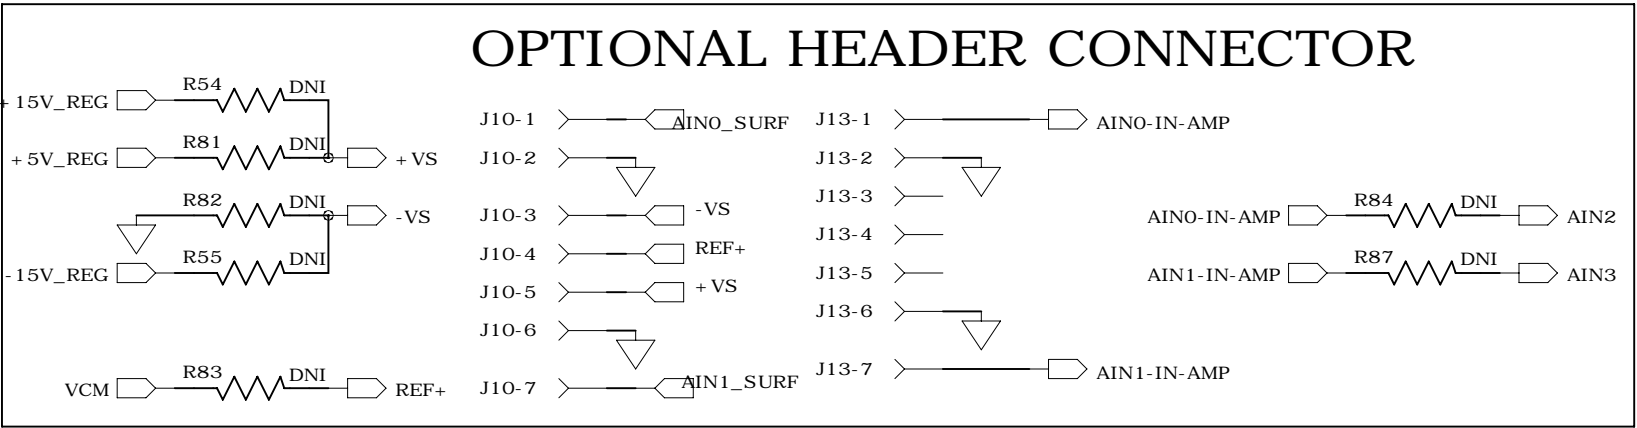 OPTIONAL HEADER CONNECTOR
+15V_REG R54 DNI
+5V_REG R81 DNI +VS
R82 DNI -VS
-15V_REG R55 DNI
VCM R83 DNI REF+
J10-1 AIN0_SURF
J10-2
J10-3 -VS
J10-4 REF+
J10-5 +VS
J10-6
J10-7 AIN1_SURF
J13-1 AIN0-IN-AMP
J13-2
J13-3
J13-4
J13-5
J13-6
J13-7 AIN1-IN-AMP
AIN0-IN-AMP R84 DNI AIN2
AIN1-IN-AMP R87 DNI AIN3